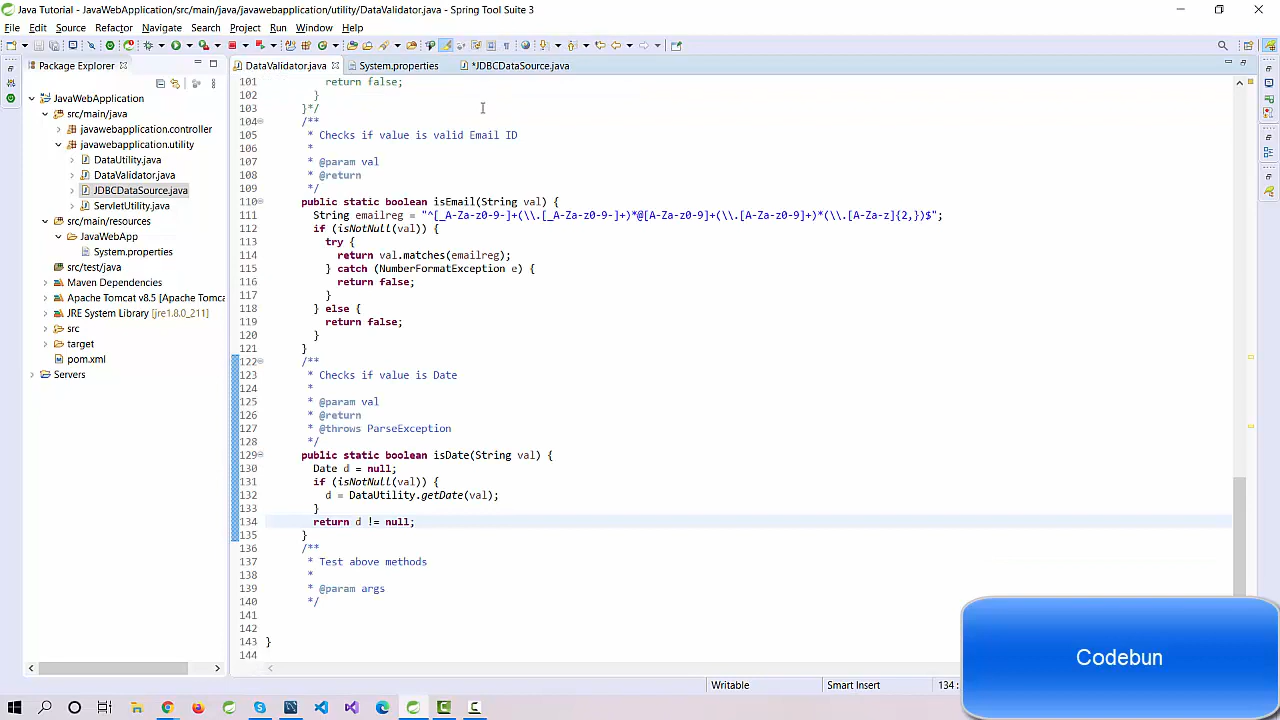 Java Tutorial - JavaWebApplication/src/main/java/javawebapplication/utility/DataValidator.java - Spring Tool Suite 3
File Edit Source Refactor Navigate Search Project Run Window Help
Package Explorer
DataValidator.java System.properties *JDBCDataSource.java
JavaWebApplication
src/main/java
javawebapplication.controller
javawebapplication.utility
DataUtility.java
DataValidator.java
JDBCDataSource.java
ServletUtility.java
src/main/resources
JavaWebApp
System.properties
src/test/java
Maven Dependencies
Apache Tomcat v8.5 [Apache Tomca
JRE System Library [jre1.8.0_211]
src
target
pom.xml
Servers
101 return false;
102 }
103 }*/
104 /**
105 * Checks if value is valid Email ID
106 *
107 * @param val
108 * @return
109 */
110 public static boolean isEmail(String val) {
111 String emailreg = "^[_A-Za-z0-9-]+(\\.[_A-Za-z0-9-]+)*@[A-Za-z0-9]+(\\.[A-Za-z0-9]+)*(\\.[A-Za-z]{2,})$";
112 if (isNotNull(val)) {
113 try {
114 return val.matches(emailreg);
115 } catch (NumberFormatException e) {
116 return false;
117 }
118 } else {
119 return false;
120 }
121 }
122 /**
123 * Checks if value is Date
124 *
125 * @param val
126 * @return
127 * @throws ParseException
128 */
129 public static boolean isDate(String val) {
130 Date d = null;
131 if (isNotNull(val)) {
132 d = DataUtility.getDate(val);
133 }
134 return d != null;
135 }
136 /**
137 * Test above methods
138 *
139 * @param args
140 */
141
142
143 }
144
Codebun
Writable Smart Insert 134 :